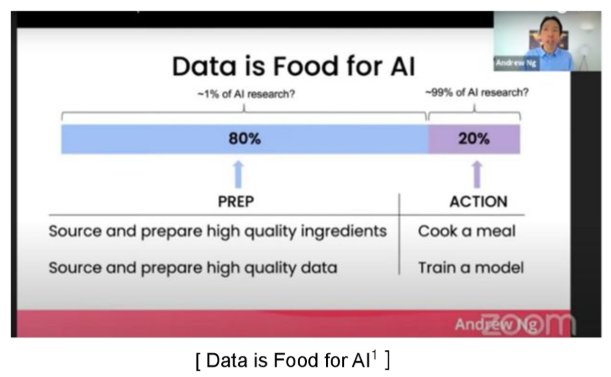 Andrew Ng
Data is Food for AI
~1% of AI research?
~99% of AI research?
80%
20%
PREP
ACTION
Source and prepare high quality ingredients
Cook a meal
Source and prepare high quality data
Train a model
Andrew Ng
zoom
[ Data is Food for AI¹ ]